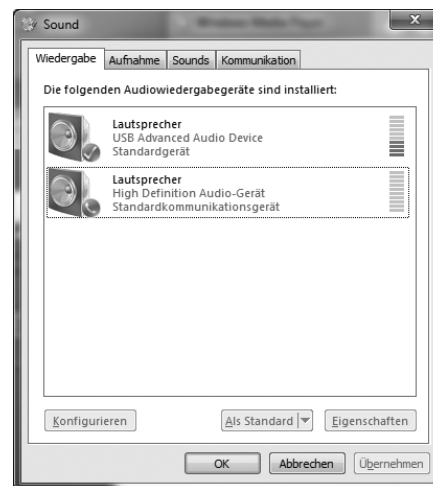 Sound
Wiedergabe Aufnahme Sounds Kommunikation
Die folgenden Audiowiedergabegeräte sind installiert:
Lautsprecher
USB Advanced Audio Device
Standardgerät
Lautsprecher
High Definition Audio-Gerät
Standardkommunikationsgerät
Konfigurieren Als Standard Eigenschaften
OK Abbrechen Übernehmen